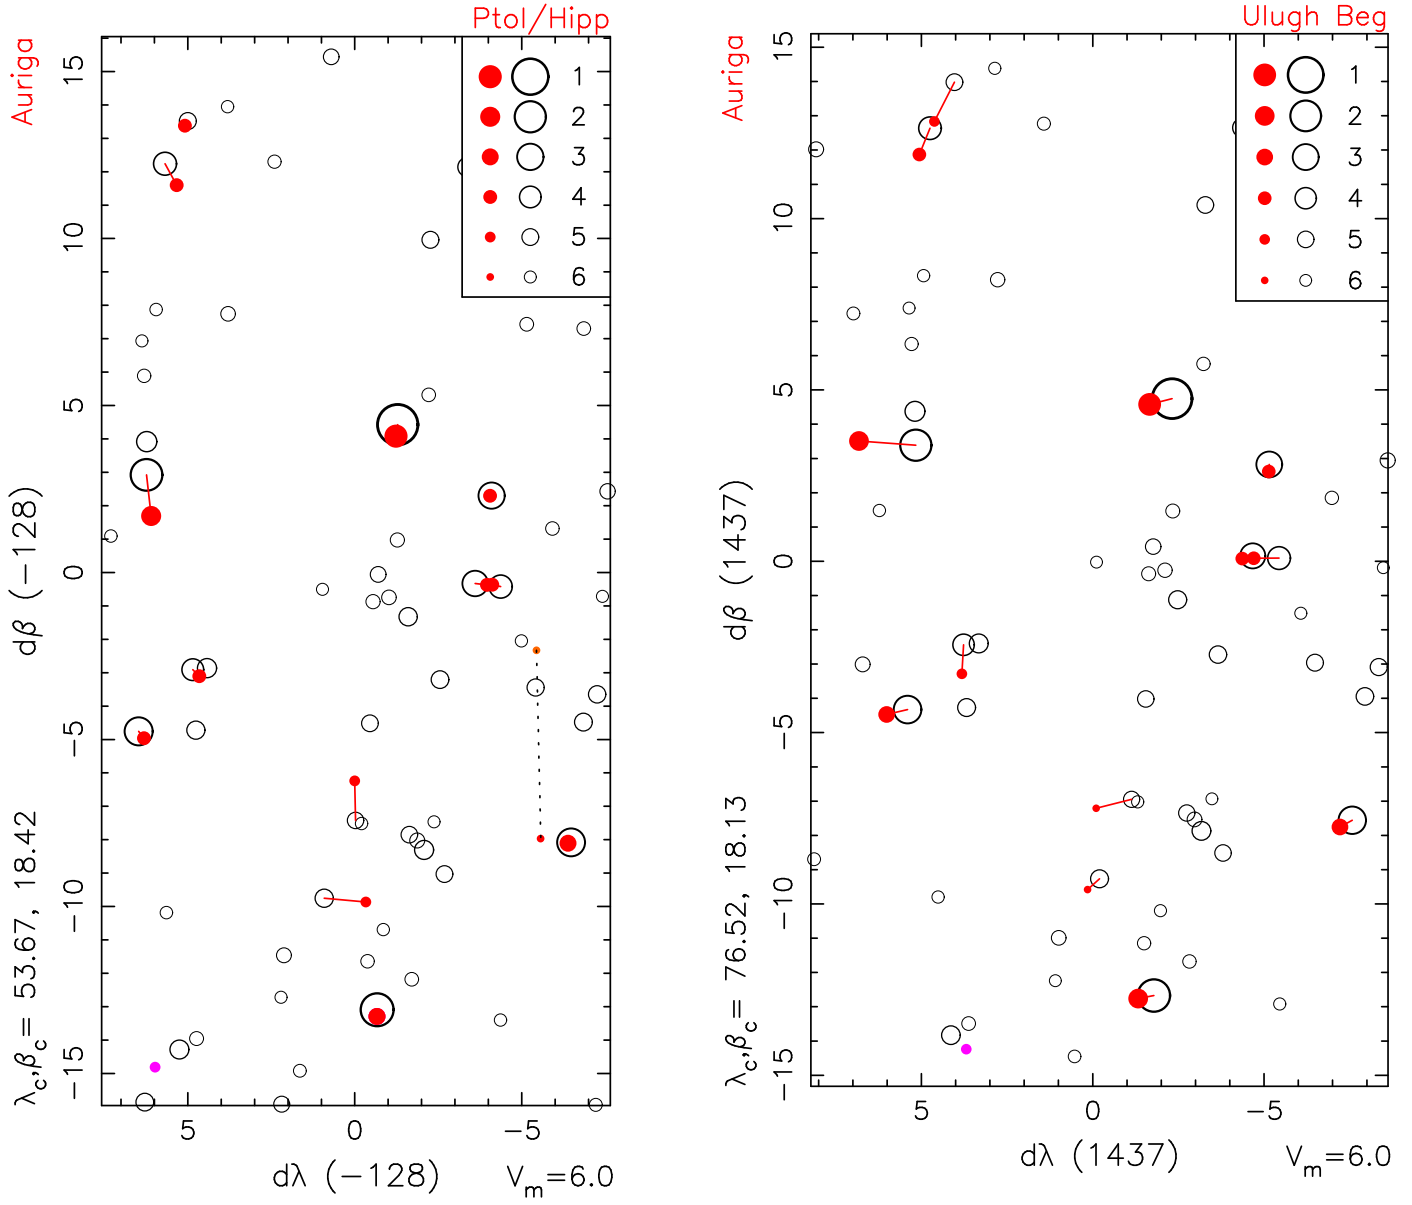 Ptol/Hipp
Auriga
1
2
3
4
5
6
15
10
5
0
−5
−10
−15
dβ (−128)
λc,βc= 53.67, 18.42
5
0
−5
dλ (−128)
Vm=6.0
Ulugh Beg
Auriga
1
2
3
4
5
6
15
10
5
0
−5
−10
−15
dβ (1437)
λc,βc= 76.52, 18.13
5
0
−5
dλ (1437)
Vm=6.0